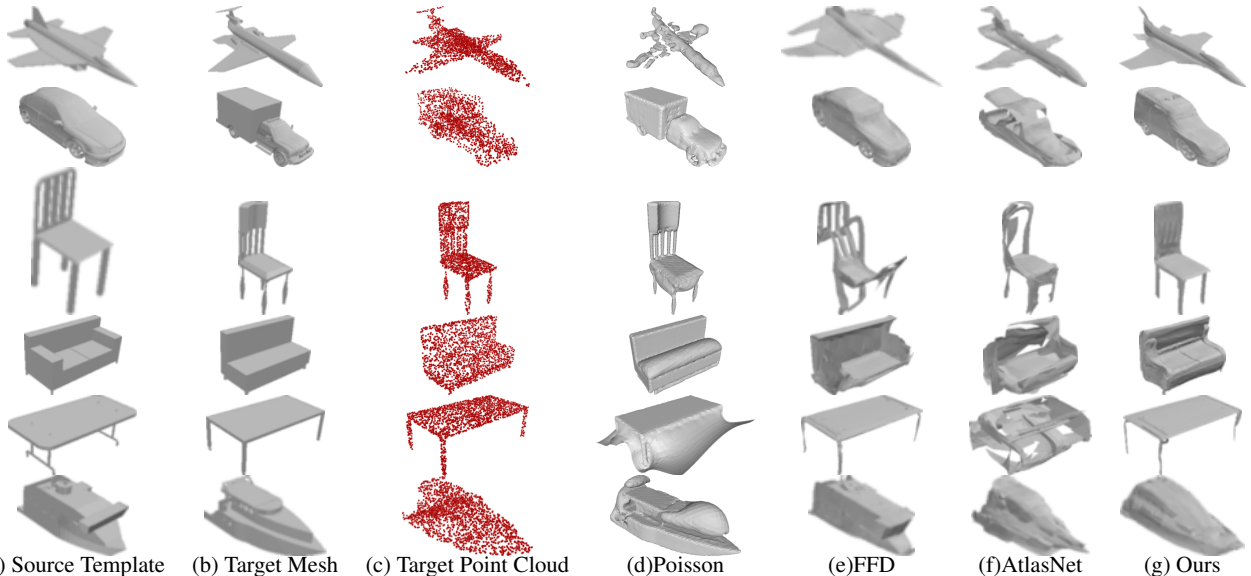 ) Source Template (b) Target Mesh (c) Target Point Cloud (d)Poisson (e)FFD (f)AtlasNet (g) Ours